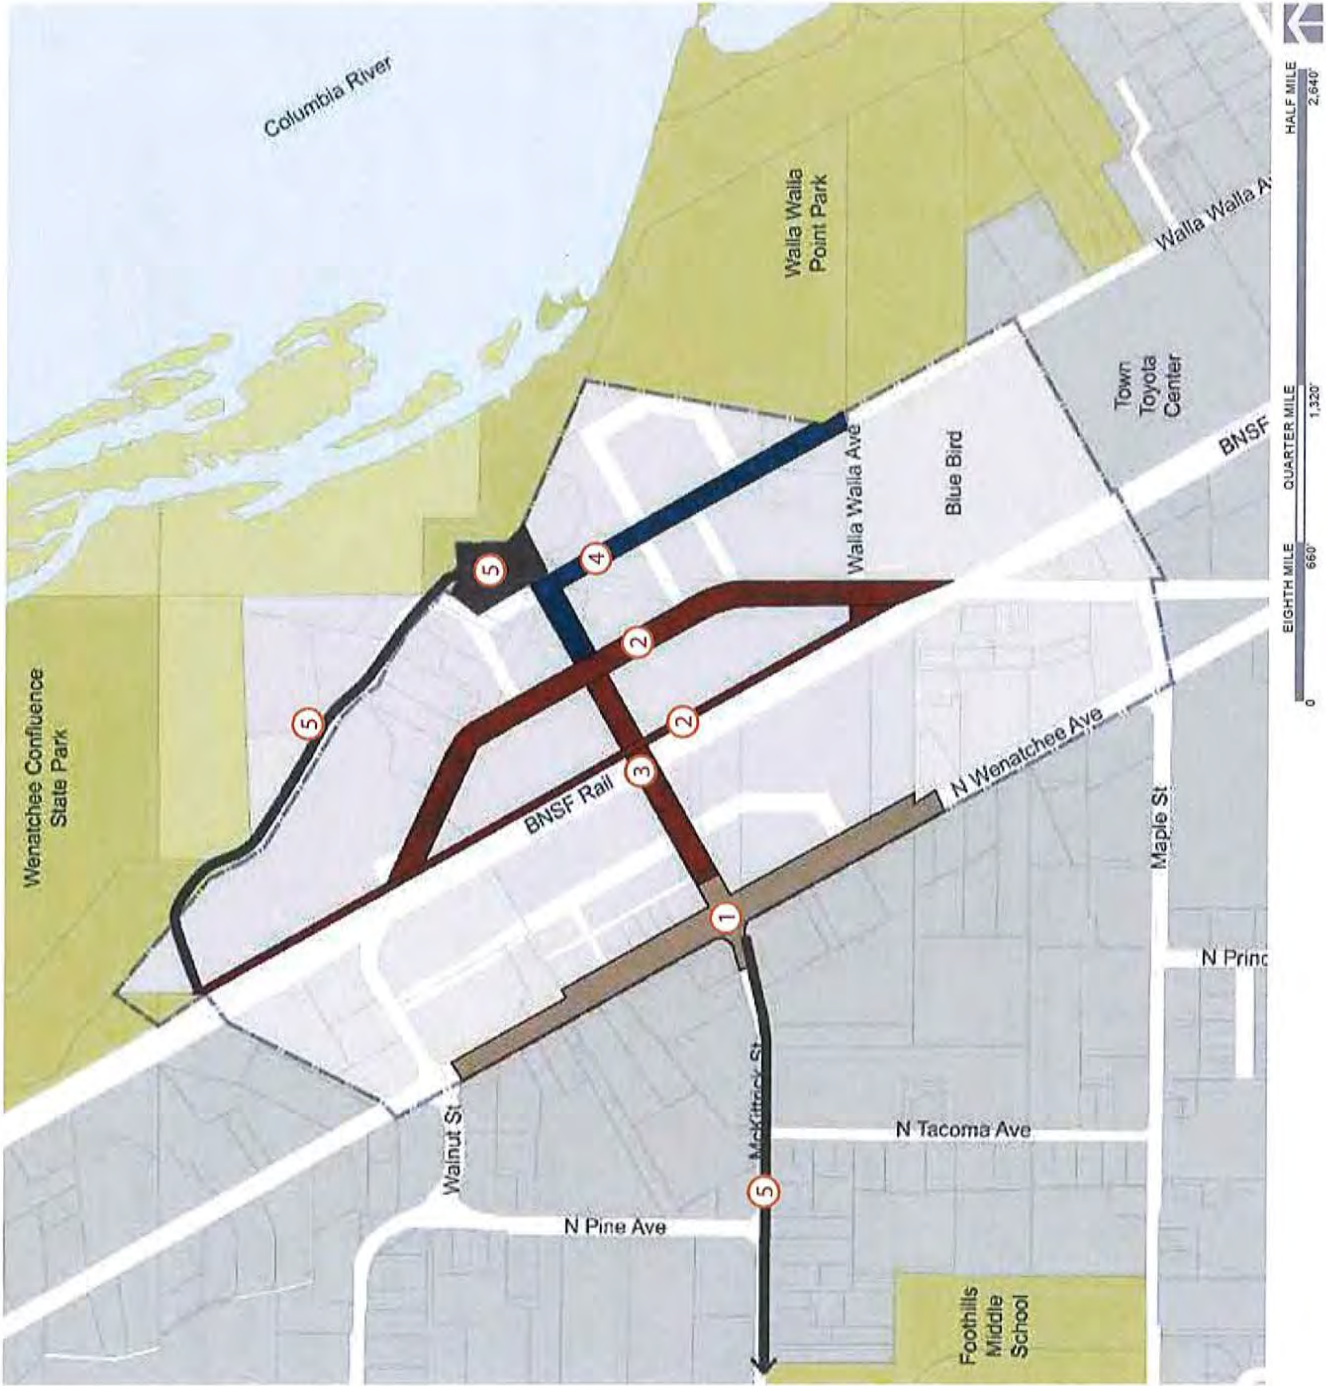 Columbia River
Wenatchee Confluence
State Park
Walla Walla
Point Park
Walla Walla A
Town
Toyota
Center
BNSF
Walla Walla Ave
Blue Bird
5
4
5
2
2
3
BNSF Rail
1
N Wenatchee Ave
Maple St
N Princ
Walnut St
McKittrick St
N Tacoma Ave
5
N Pine Ave
Foothills
Middle
School
EIGHTH MILE QUARTER MILE HALF MILE
0 660' 1,320' 2,640'